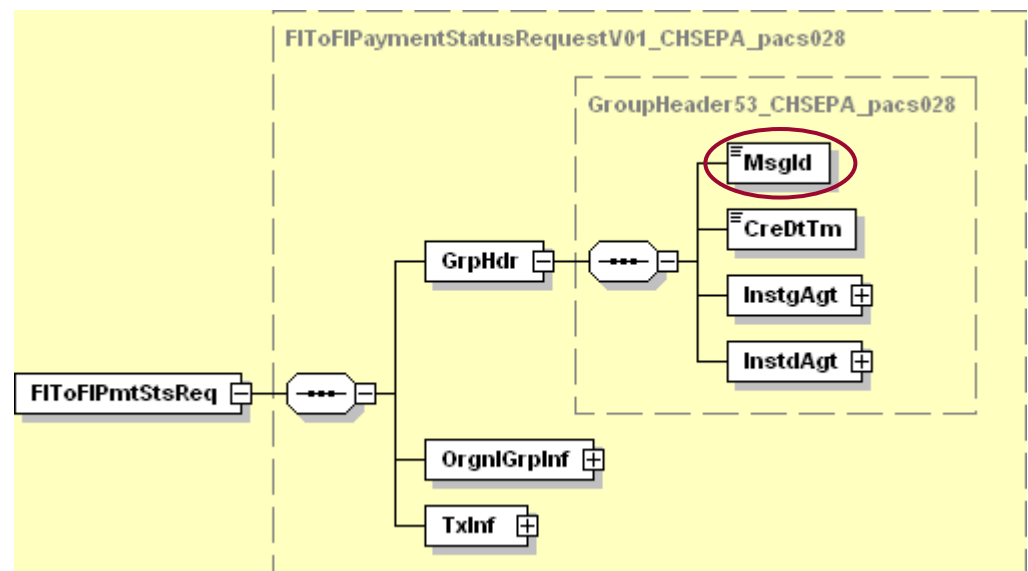 FIToFIPaymentStatusRequestV01_CHSEPA_pacs028
GroupHeader53_CHSEPA_pacs028
MsgId
CreDtTm
GrpHdr
InstgAgt
InstdAgt
FIToFIPmtStsReq
OrgnlGrpInf
TxInf